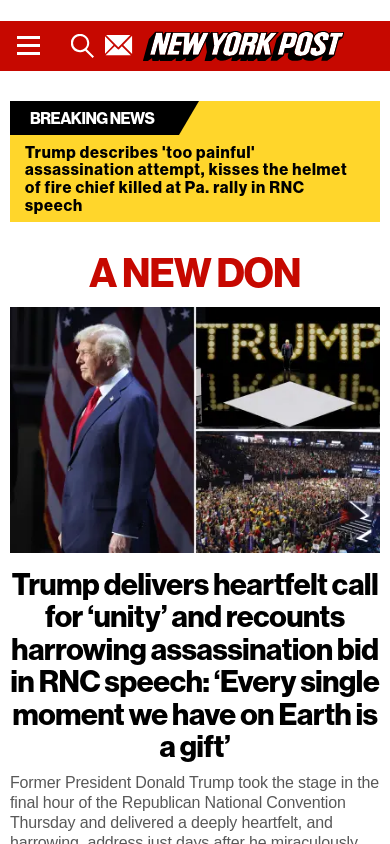 NEW YORK POST
BREAKING NEWS
Trump describes 'too painful'
assassination attempt, kisses the helmet
of fire chief killed at Pa. rally in RNC
speech
A NEW DON
TRUMP
Trump delivers heartfelt call
for ‘unity’ and recounts
harrowing assassination bid
in RNC speech: ‘Every single
moment we have on Earth is
a gift’
Former President Donald Trump took the stage in the
final hour of the Republican National Convention
Thursday and delivered a deeply heartfelt, and
harrowing, address just days after he miraculously